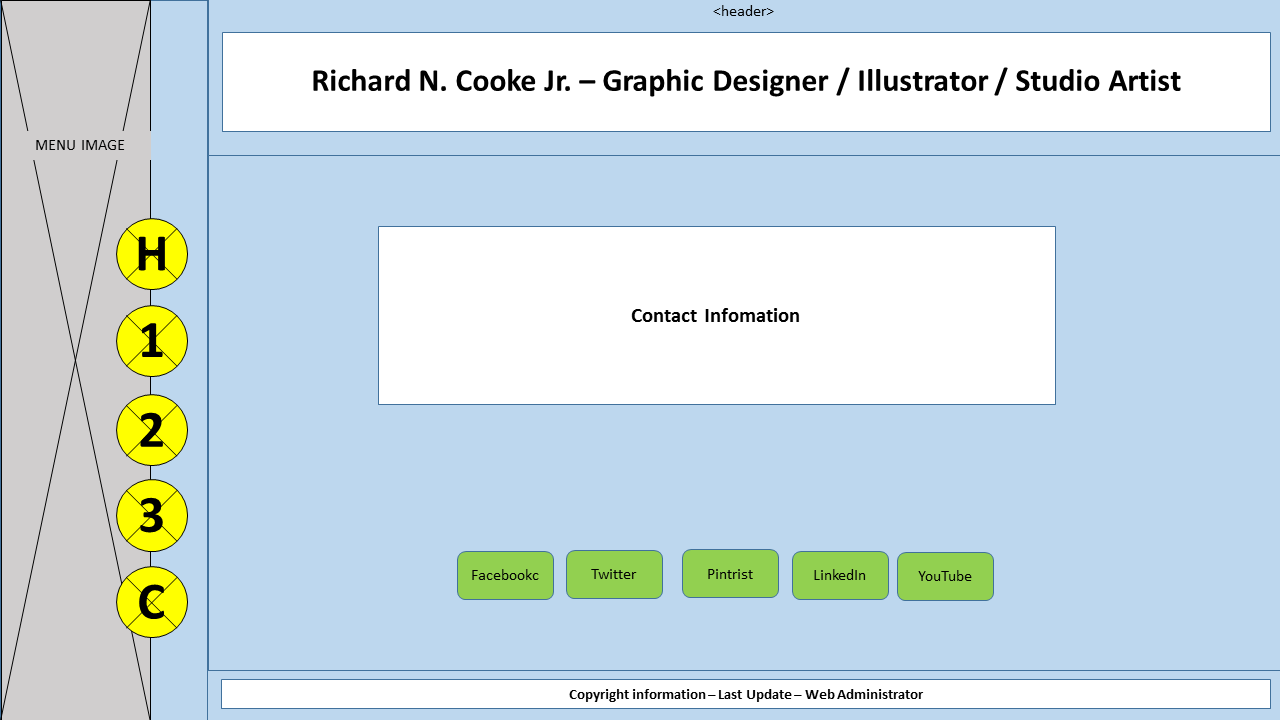 <header>
Richard N. Cooke Jr. – Graphic Designer / Illustrator / Studio Artist
MENU IMAGE
H
1
2
3
C
Contact Infomation
Facebookc
Twitter
Pintrist
LinkedIn
YouTube
Copyright information – Last Update – Web Administrator